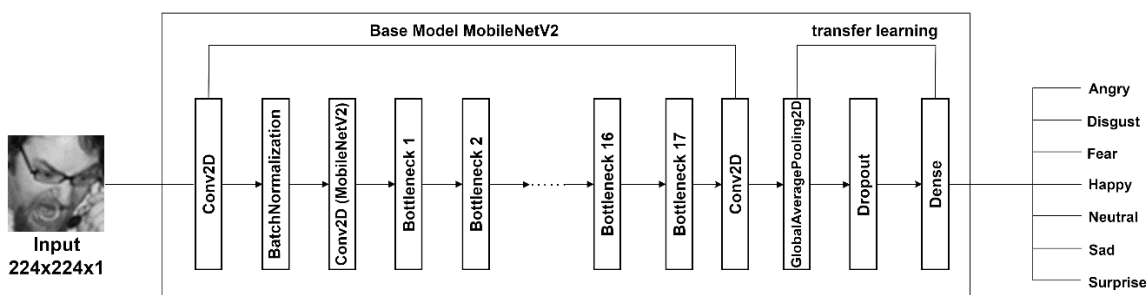 Base Model MobileNetV2
transfer learning
Conv2D
BatchNormalization
Conv2D (MobileNetV2)
Bottleneck 1
Bottleneck 2
.......
Bottleneck 16
Bottleneck 17
Conv2D
GlobalAveragePooling2D
Dropout
Dense
Input
224x224x1
Angry
Disgust
Fear
Happy
Neutral
Sad
Surprise